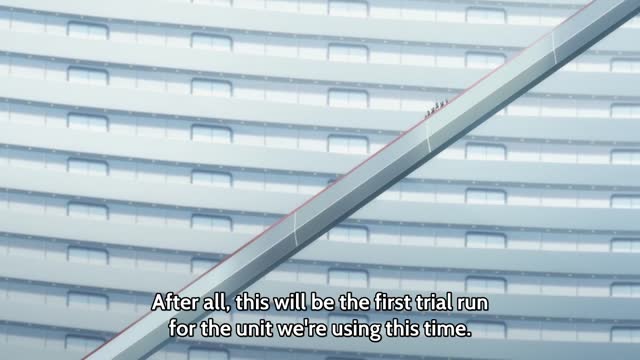 After all, this will be the first trial run
for the unit we're using this time.